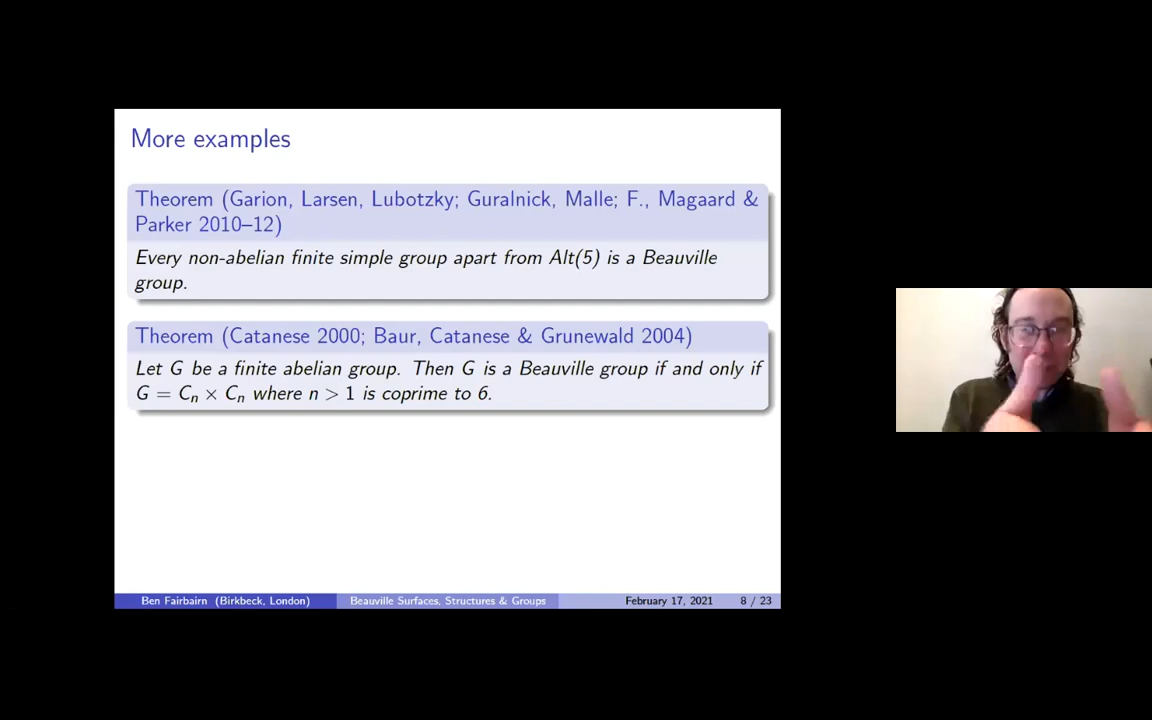 More examples
Theorem (Garion, Larsen, Lubotzky; Guralnick, Malle; F., Magaard &
Parker 2010–12)
Every non-abelian finite simple group apart from Alt(5) is a Beauville
group.
Theorem (Catanese 2000; Baur, Catanese & Grunewald 2004)
Let G be a finite abelian group. Then G is a Beauville group if and only if
G = Cₙ × Cₙ where n > 1 is coprime to 6.
Ben Fairbairn (Birkbeck, London) Beauville Surfaces, Structures & Groups February 17, 2021 8 / 23